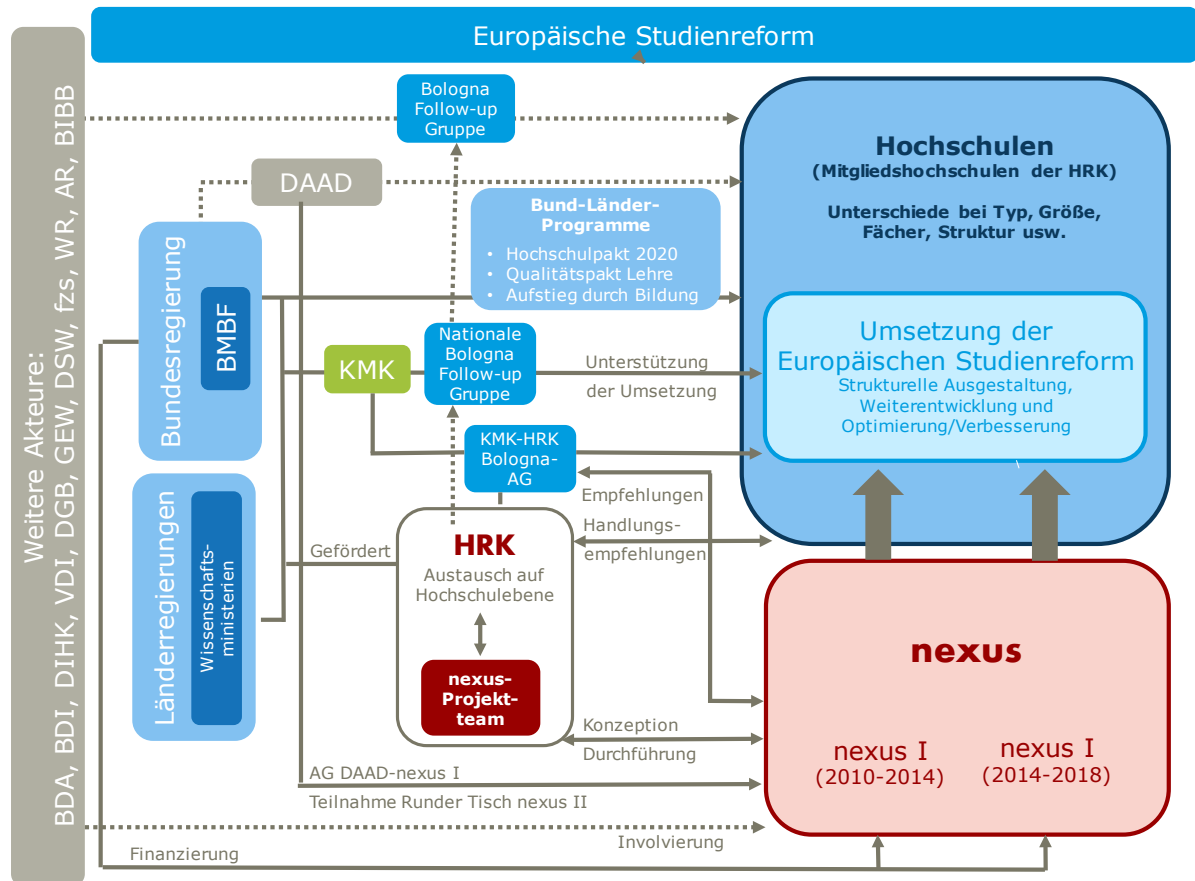 Europäische Studienreform
Weitere Akteure:
BDA, BDI, DIHK, VDI, DGB, GEW, DSW, fzs, WR, AR, BIBB
Bologna
Follow-up
Gruppe
DAAD
Bund-Länder-
Programme
• Hochschulpakt 2020
• Qualitätspakt Lehre
• Aufstieg durch Bildung
Hochschulen
(Mitgliedshochschulen der HRK)
Unterschiede bei Typ, Größe,
Fächer, Struktur usw.
Bundesregierung
BMBF
KMK
Nationale
Bologna
Follow-up
Gruppe
Unterstützung
der Umsetzung
Umsetzung der
Europäischen Studienreform
Strukturelle Ausgestaltung,
Weiterentwicklung und
Optimierung/Verbesserung
KMK-HRK
Bologna-
AG
Empfehlungen
Handlungs-
empfehlungen
Länderregierungen
Wissenschafts-
ministerien
Gefördert
HRK
Austausch auf
Hochschulebene
nexus-
Projekt-
team
Konzeption
Durchführung
nexus
nexus I
(2010-2014)
nexus I
(2014-2018)
AG DAAD-nexus I
Teilnahme Runder Tisch nexus II
Involvierung
Finanzierung